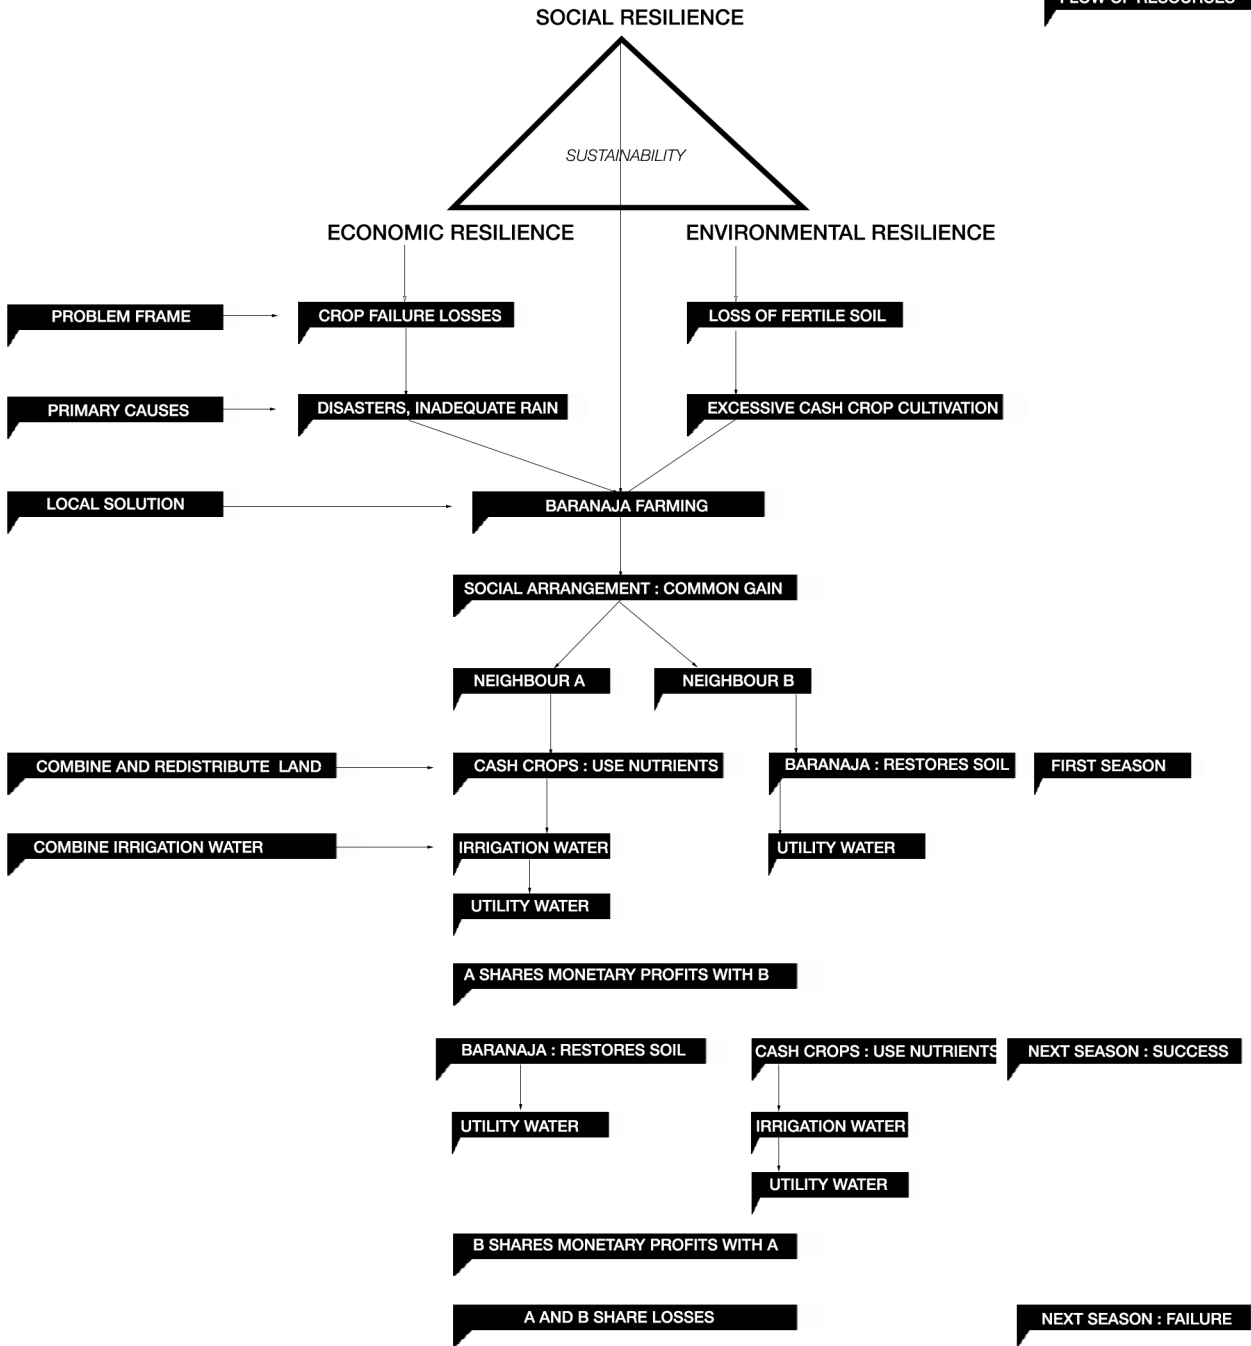 FLOW OF RESOURCES
SOCIAL RESILIENCE
SUSTAINABILITY
ECONOMIC RESILIENCE
ENVIRONMENTAL RESILIENCE
PROBLEM FRAME
CROP FAILURE LOSSES
LOSS OF FERTILE SOIL
PRIMARY CAUSES
DISASTERS, INADEQUATE RAIN
EXCESSIVE CASH CROP CULTIVATION
LOCAL SOLUTION
BARANAJA FARMING
SOCIAL ARRANGEMENT : COMMON GAIN
NEIGHBOUR A
NEIGHBOUR B
COMBINE AND REDISTRIBUTE LAND
CASH CROPS : USE NUTRIENTS
BARANAJA : RESTORES SOIL
FIRST SEASON
COMBINE IRRIGATION WATER
IRRIGATION WATER
UTILITY WATER
UTILITY WATER
A SHARES MONETARY PROFITS WITH B
BARANAJA : RESTORES SOIL
CASH CROPS : USE NUTRIENTS
NEXT SEASON : SUCCESS
UTILITY WATER
IRRIGATION WATER
UTILITY WATER
B SHARES MONETARY PROFITS WITH A
A AND B SHARE LOSSES
NEXT SEASON : FAILURE